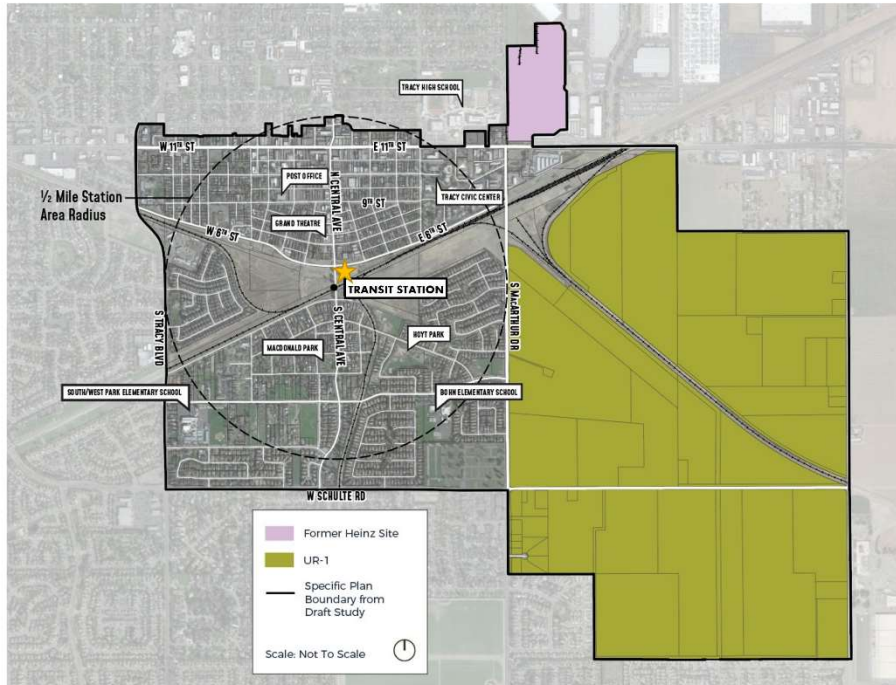 TRACY HIGH SCHOOL
W 11TH ST
E 11TH ST
½ Mile Station
Area Radius
POST OFFICE
N CENTRAL AVE
9TH ST
TRACY CIVIC CENTER
GRAND THEATRE
W 6TH ST
E 6TH ST
TRANSIT STATION
S TRACY BLVD
S CENTRAL AVE
S MacARTHUR DR
HOYT PARK
MACDONALD PARK
SOUTH/WEST PARK ELEMENTARY SCHOOL
BOHN ELEMENTARY SCHOOL
W SCHULTE RD
Former Heinz Site
UR-1
Specific Plan
Boundary from
Draft Study
Scale: Not To Scale